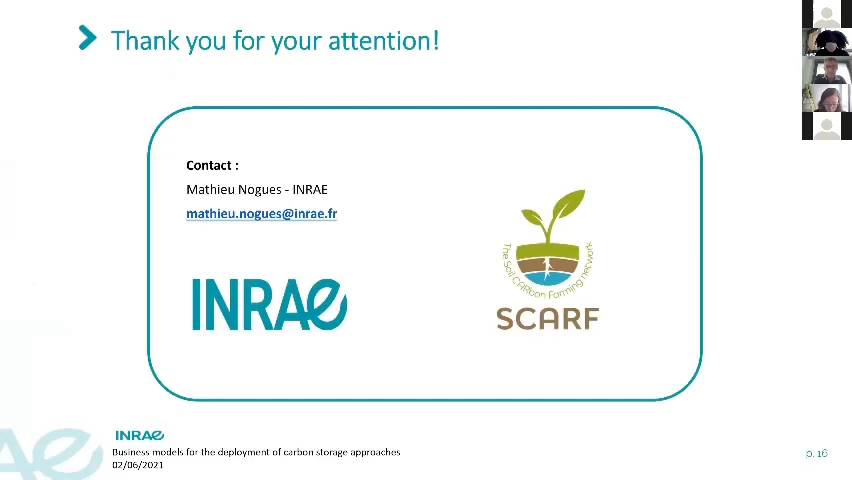 Thank you for your attention!
Contact :
Mathieu Nogues - INRAE
mathieu.nogues@inrae.fr
INRAE
The Soil CARbon Farming network
SCARF
INRAE
Business models for the deployment of carbon storage approaches
02/06/2021
p. 16